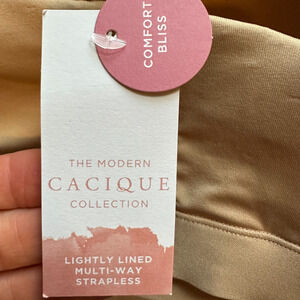 COMFORT
BLISS
THE MODERN
CACIQUE
COLLECTION
LIGHTLY LINED
MULTI-WAY
STRAPLESS